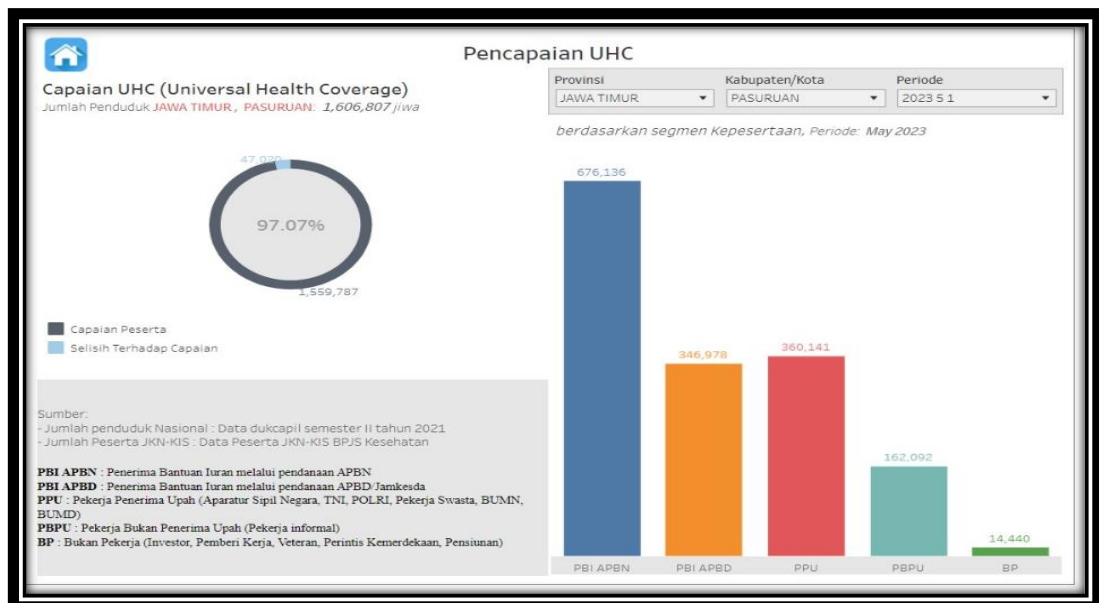 Pencapaian UHC
Capaian UHC (Universal Health Coverage)
Jumlah Penduduk JAWA TIMUR, PASURUAN: 1,606,807 jiwa
Provinsi
Kabupaten/Kota
Periode
JAWA TIMUR
PASURUAN
2023 5 1
berdasarkan segmen Kepesertaan, Periode: May 2023
47,020
97.07%
1,559,787
Capaian Peserta
Selisih Terhadap Capaian
Sumber:
- Jumlah penduduk Nasional : Data dukcapil semester II tahun 2021
- Jumlah Peserta JKN-KIS : Data Peserta JKN-KIS BPJS Kesehatan
PBI APBN : Penerima Bantuan Iuran melalui pendanaan APBN
PBI APBD : Penerima Bantuan Iuran melalui pendanaan APBD/Jamkesda
PPU : Pekerja Penerima Upah (Aparatur Sipil Negara, TNI, POLRI, Pekerja Swasta, BUMN,
BUMD)
PBPU : Pekerja Bukan Penerima Upah (Pekerja informal)
BP : Bukan Pekerja (Investor, Pemberi Kerja, Veteran, Perintis Kemerdekaan, Pensiunan)
676,136
346,978
360,141
162,092
14,440
PBI APBN
PBI APBD
PPU
PBPU
BP